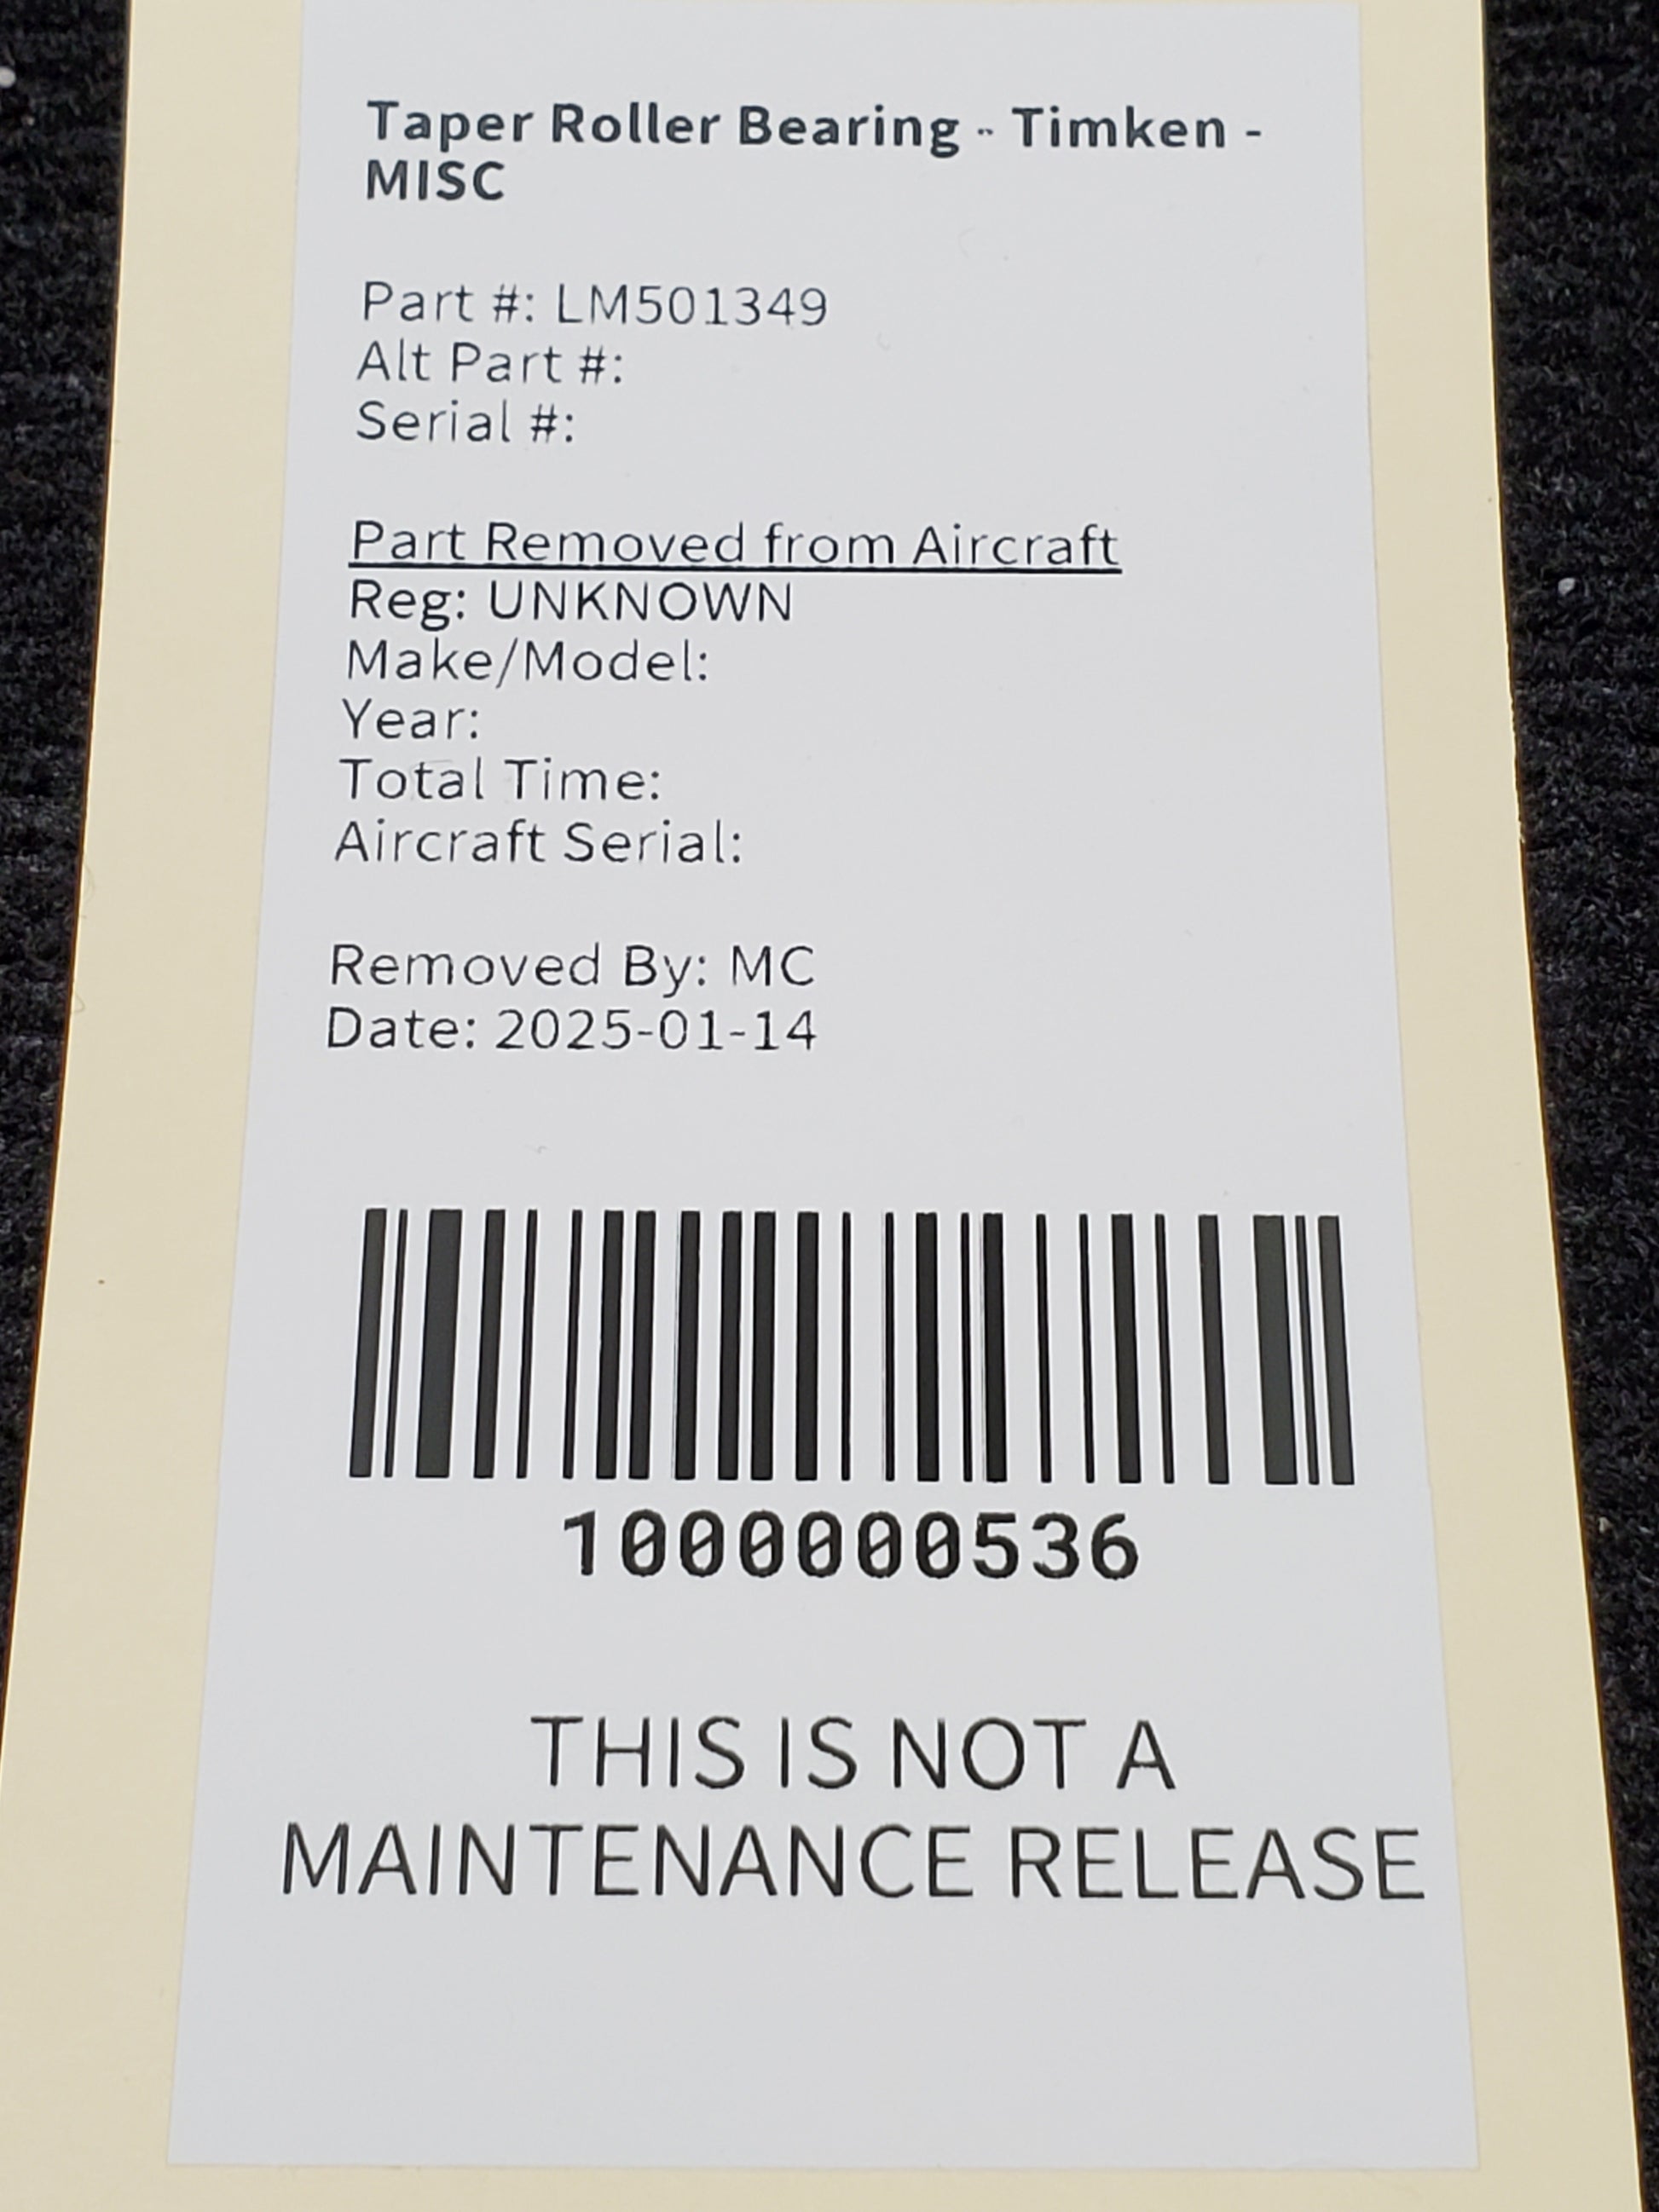 Taper Roller Bearing - Timken -
MISC
Part #: LM501349
Alt Part #:
Serial #:
Part Removed from Aircraft
Reg: UNKNOWN
Make/Model:
Year:
Total Time:
Aircraft Serial:
Removed By: MC
Date: 2025-01-14
1000000536
THIS IS NOT A
MAINTENANCE RELEASE